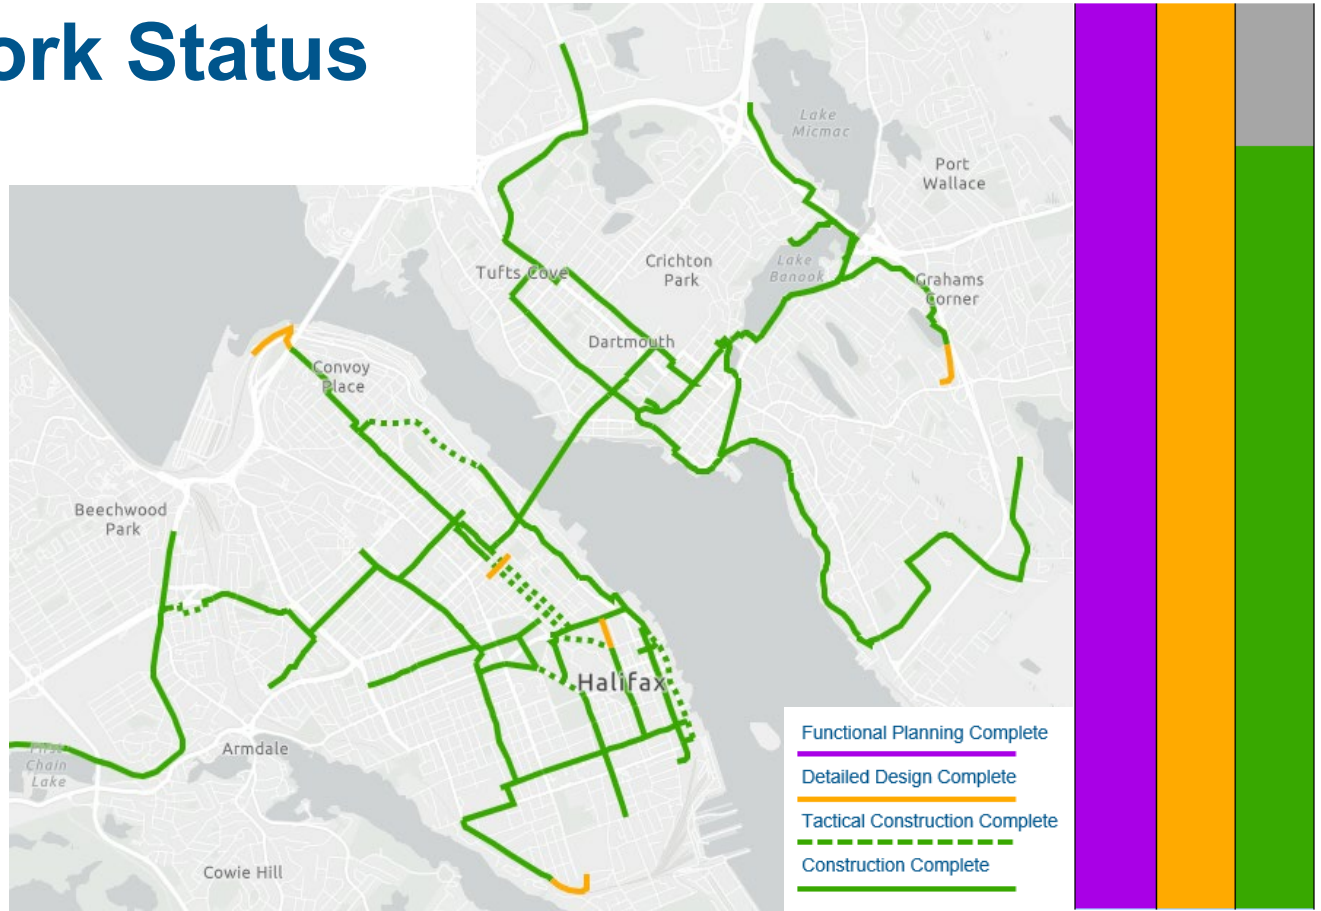 ork Status
Lake
Micmac
Port
Wallace
Crichton
Park
Lake
Banook
Tufts Cove
Grahams
Corner
Dartmouth
Convoy
Place
Beechwood
Park
Halifax
Armdale
First
Chain
Lake
Cowie Hill
Functional Planning Complete
Detailed Design Complete
Tactical Construction Complete
Construction Complete